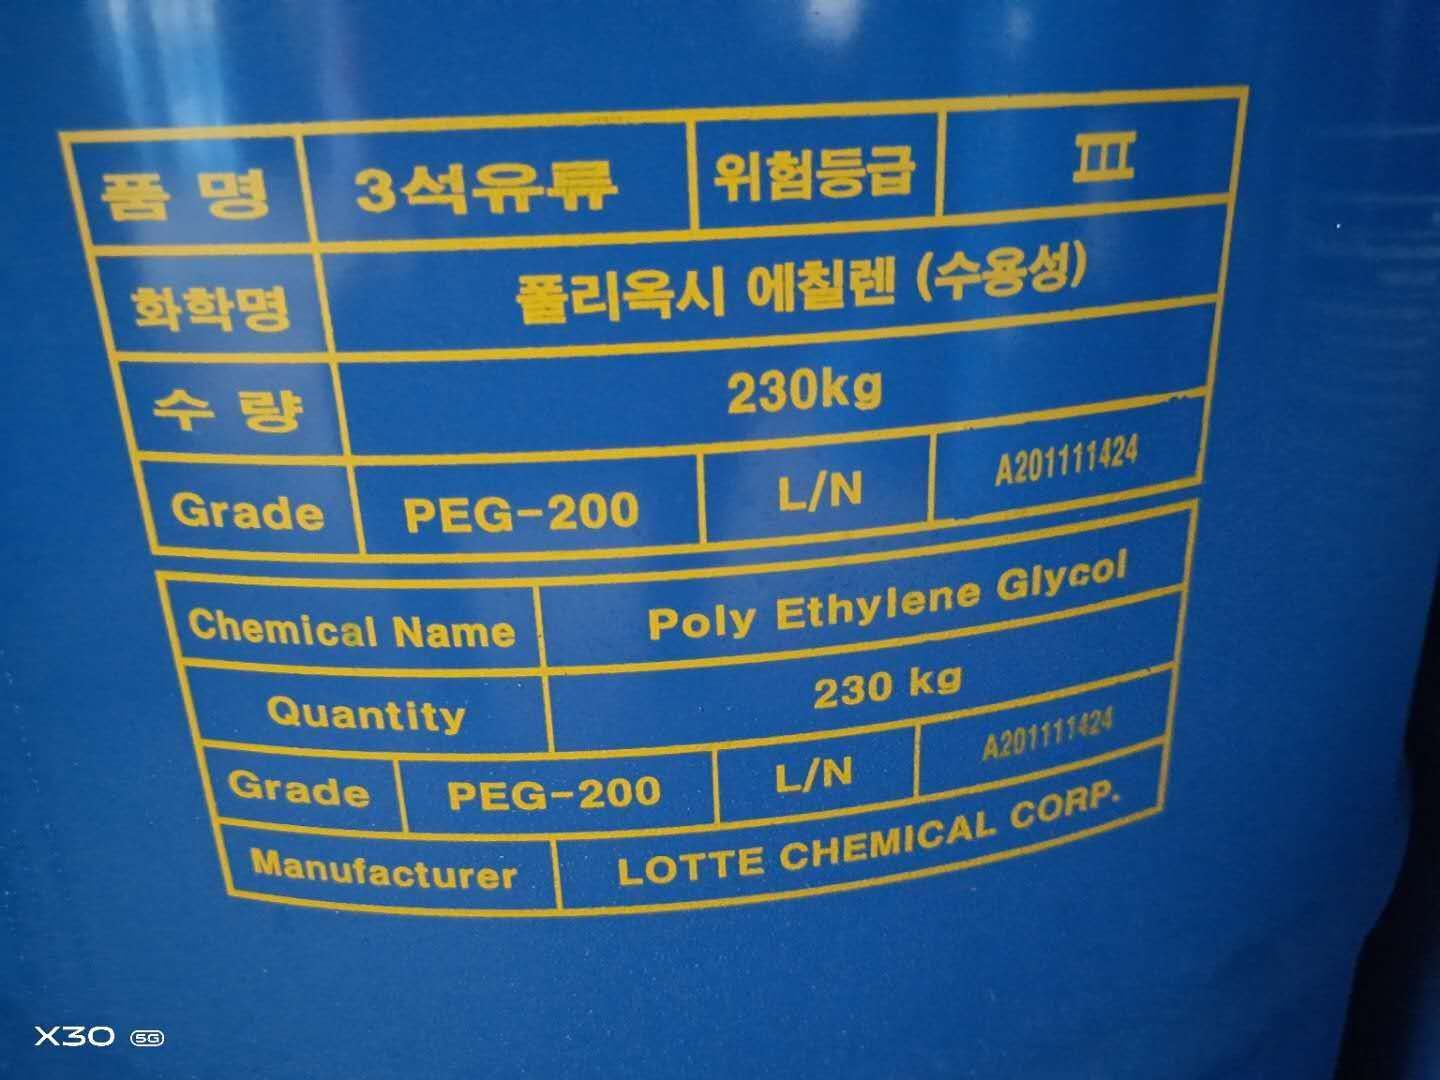 품 명 3석유류 위험등급 Ⅲ
화학명 폴리옥시 에칠렌 (수용성)
수 량 230kg
Grade PEG-200 L/N A201111424
Chemical Name Poly Ethylene Glycol
Quantity 230 kg
Grade PEG-200 L/N A201111424
Manufacturer LOTTE CHEMICAL CORP.
X30 5G